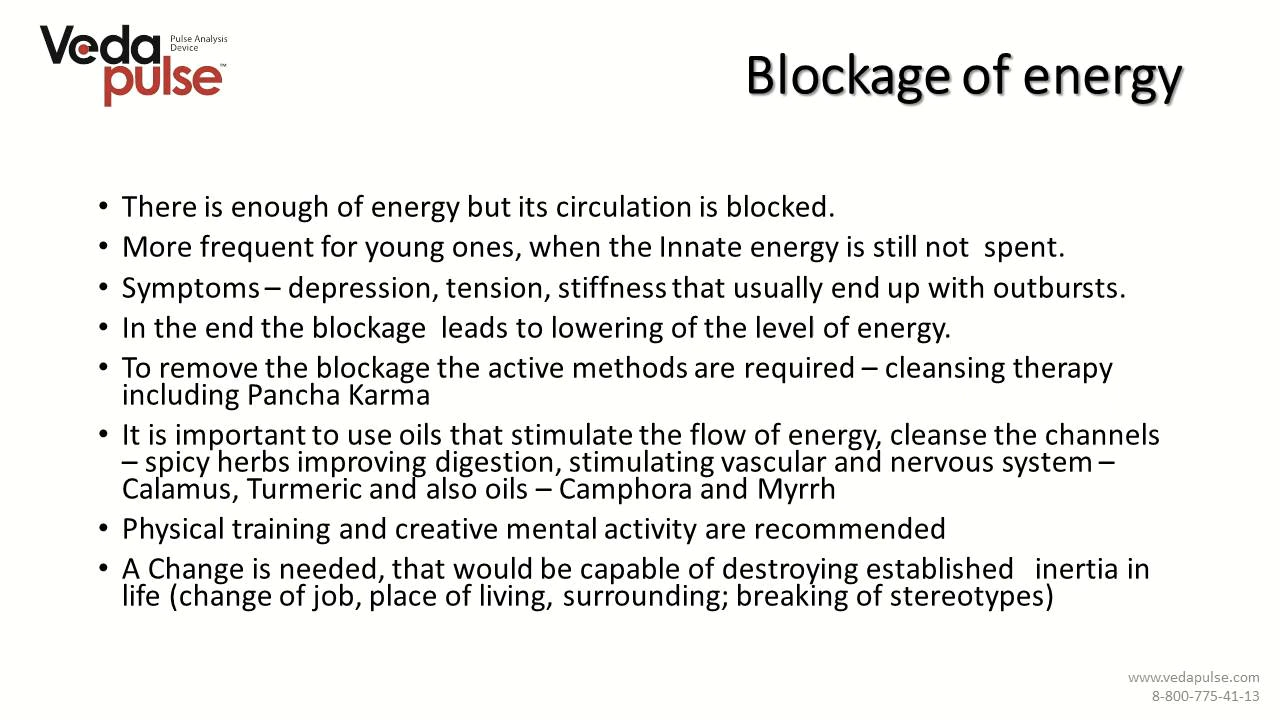 Veda
pulse™
Pulse Analysis
Device
Blockage of energy
• There is enough of energy but its circulation is blocked.
• More frequent for young ones, when the Innate energy is still not  spent.
• Symptoms – depression, tension, stiffness that usually end up with outbursts.
• In the end the blockage  leads to lowering of the level of energy.
• To remove the blockage the active methods are required – cleansing therapy
including Pancha Karma
• It is important to use oils that stimulate the flow of energy, cleanse the channels
– spicy herbs improving digestion, stimulating vascular and nervous system –
Calamus, Turmeric and also oils – Camphora and Myrrh
• Physical training and creative mental activity are recommended
• A Change is needed, that would be capable of destroying established   inertia in
life (change of job, place of living, surrounding; breaking of stereotypes)
www.vedapulse.com
8-800-775-41-13